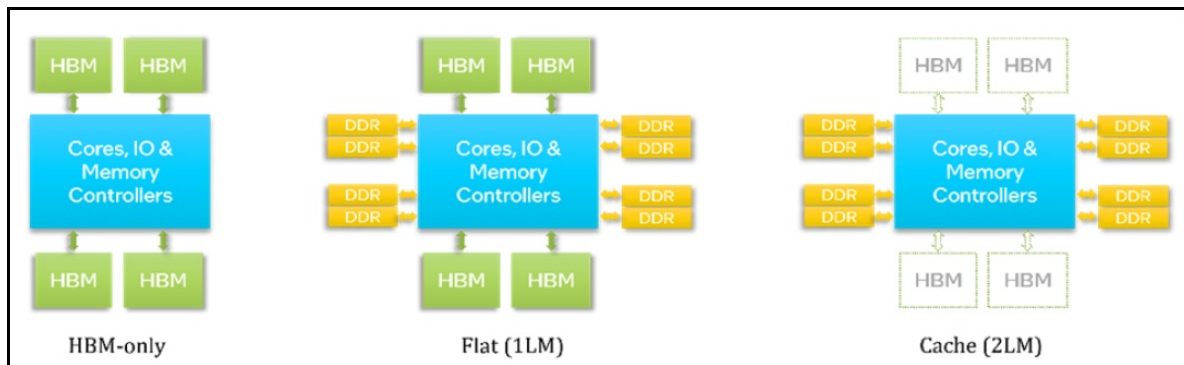 HBM HBM
Cores, IO &
Memory
Controllers
HBM HBM
HBM-only
HBM HBM
DDR DDR
DDR DDR
Cores, IO &
Memory
Controllers
DDR DDR
DDR DDR
HBM HBM
Flat (1LM)
HBM HBM
DDR DDR
DDR DDR
Cores, IO &
Memory
Controllers
DDR DDR
DDR DDR
HBM HBM
Cache (2LM)